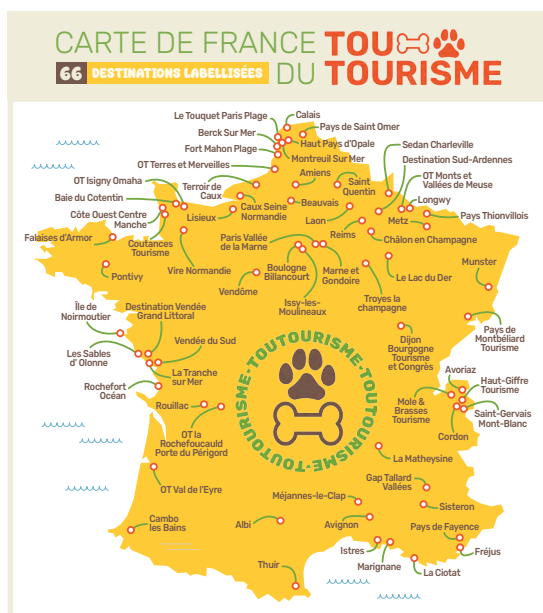 CARTE DE FRANCE
TOU
66 DESTINATIONS LABELLISÉES
DU TOURISME
Le Touquet Paris Plage
Calais
Berck Sur Mer
Pays de Saint Omer
Fort Mahon Plage
Haut Pays d'Opale
Montreuil Sur Mer
OT Terres et Merveilles
Amiens
Sedan Charleville
Destination Sud-Ardennes
OT Isigny Omaha
Terroir de
Caux
Saint
Quentin
OT Monts et
Vallées de Meuse
Baie du Cotentin
Longwy
Côte Ouest Centre
Manche
Lisieux
Caux Seine
Normandie
Beauvais
Laon
Metz
Pays Thionvillois
Falaises d'Armor
Coutances
Tourisme
Paris Vallée
de la Marne
Reims
Châlon en Champagne
Pontivy
Vire Normandie
Boulogne
Billancourt
Marne et
Gondoire
Le Lac du Der
Munster
Vendôme
Issy-les-
Moulineaux
Troyes la
champagne
Île de
Noirmoutier
Destination Vendée
Grand Littoral
Dijon
Bourgogne
Tourisme
et Congrès
Pays de
Montbéliard
Tourisme
Les Sables
d' Olonne
Vendée du Sud
La Tranche
sur Mer
Rochefort
Océan
TOUTOURISME-TOUTOURISME-TOUTOURISME-TOUTOURISME-
Avoriaz
Haut-Giffre
Tourisme
Mole &
Brasses
Tourisme
Saint-Gervais
Mont-Blanc
Cordon
Rouillac
OT la
Rochefoucauld
Porte du Périgord
La Matheysine
OT Val de l'Eyre
Gap Tallard
Vallées
Méjannes-le-Clap
Sisteron
Cambo
les Bains
Albi
Avignon
Pays de Fayence
Istres
Fréjus
Thuir
Marignane
La Ciotat